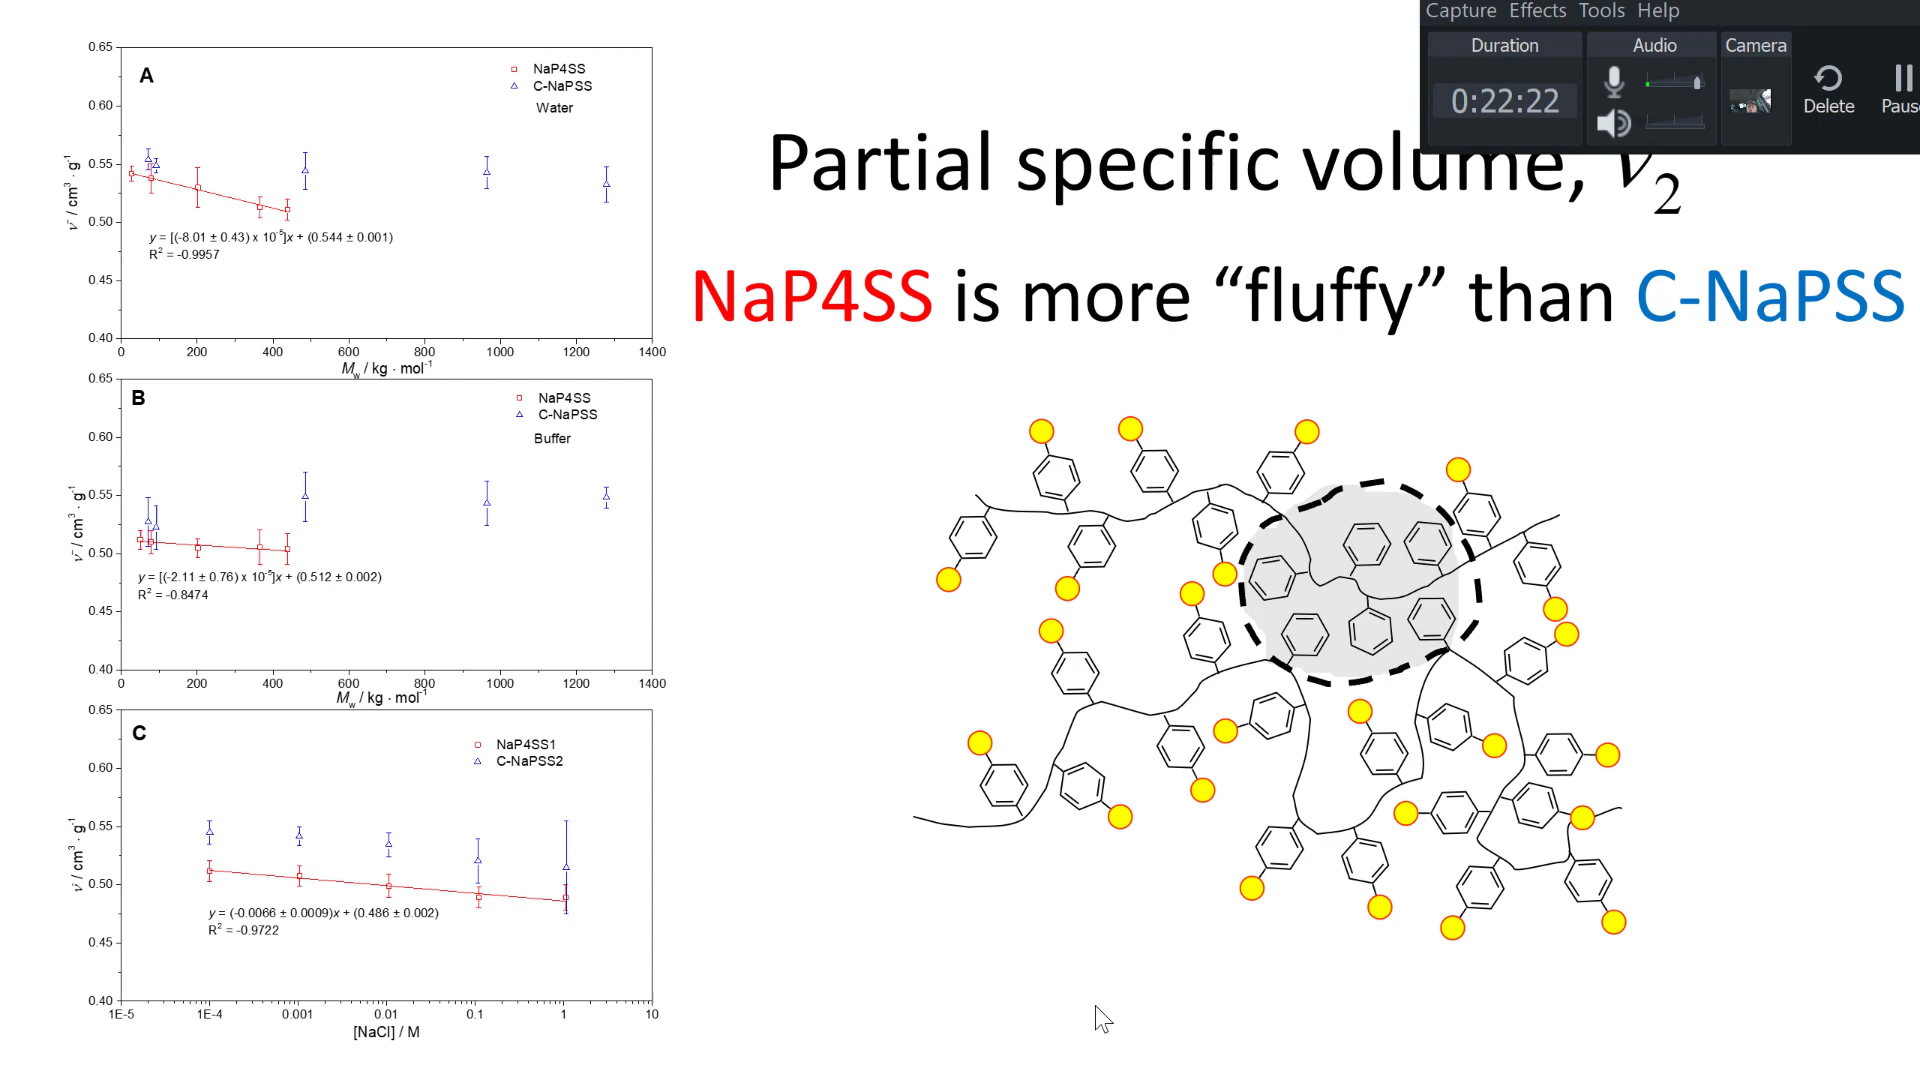 Capture Effects Tools Help
Duration Audio Camera
0:22:22
Delete
Paus
Partial specific volume, v2
NaP4SS is more “fluffy” than C-NaPSS
A
NaP4SS
C-NaPSS
Water
0.65
0.60
0.55
0.50
0.45
0.40
v̄ / cm³ · g⁻¹
y = [(-8.01 ± 0.43) x 10⁻⁵]x + (0.544 ± 0.001)
R² = -0.9957
0 200 400 600 800 1000 1200 1400
Mw / kg · mol⁻¹
B
NaP4SS
C-NaPSS
Buffer
0.65
0.60
0.55
0.50
0.45
0.40
v̄ / cm³ · g⁻¹
y = [(-2.11 ± 0.76) x 10⁻⁵]x + (0.512 ± 0.002)
R² = -0.8474
0 200 400 600 800 1000 1200 1400
Mw / kg · mol⁻¹
C
NaP4SS1
C-NaPSS2
0.65
0.60
0.55
0.50
0.45
0.40
v̄ / cm³ · g⁻¹
y = (-0.0066 ± 0.0009)x + (0.486 ± 0.002)
R² = -0.9722
1E-5 1E-4 0.001 0.01 0.1 1 10
[NaCl] / M